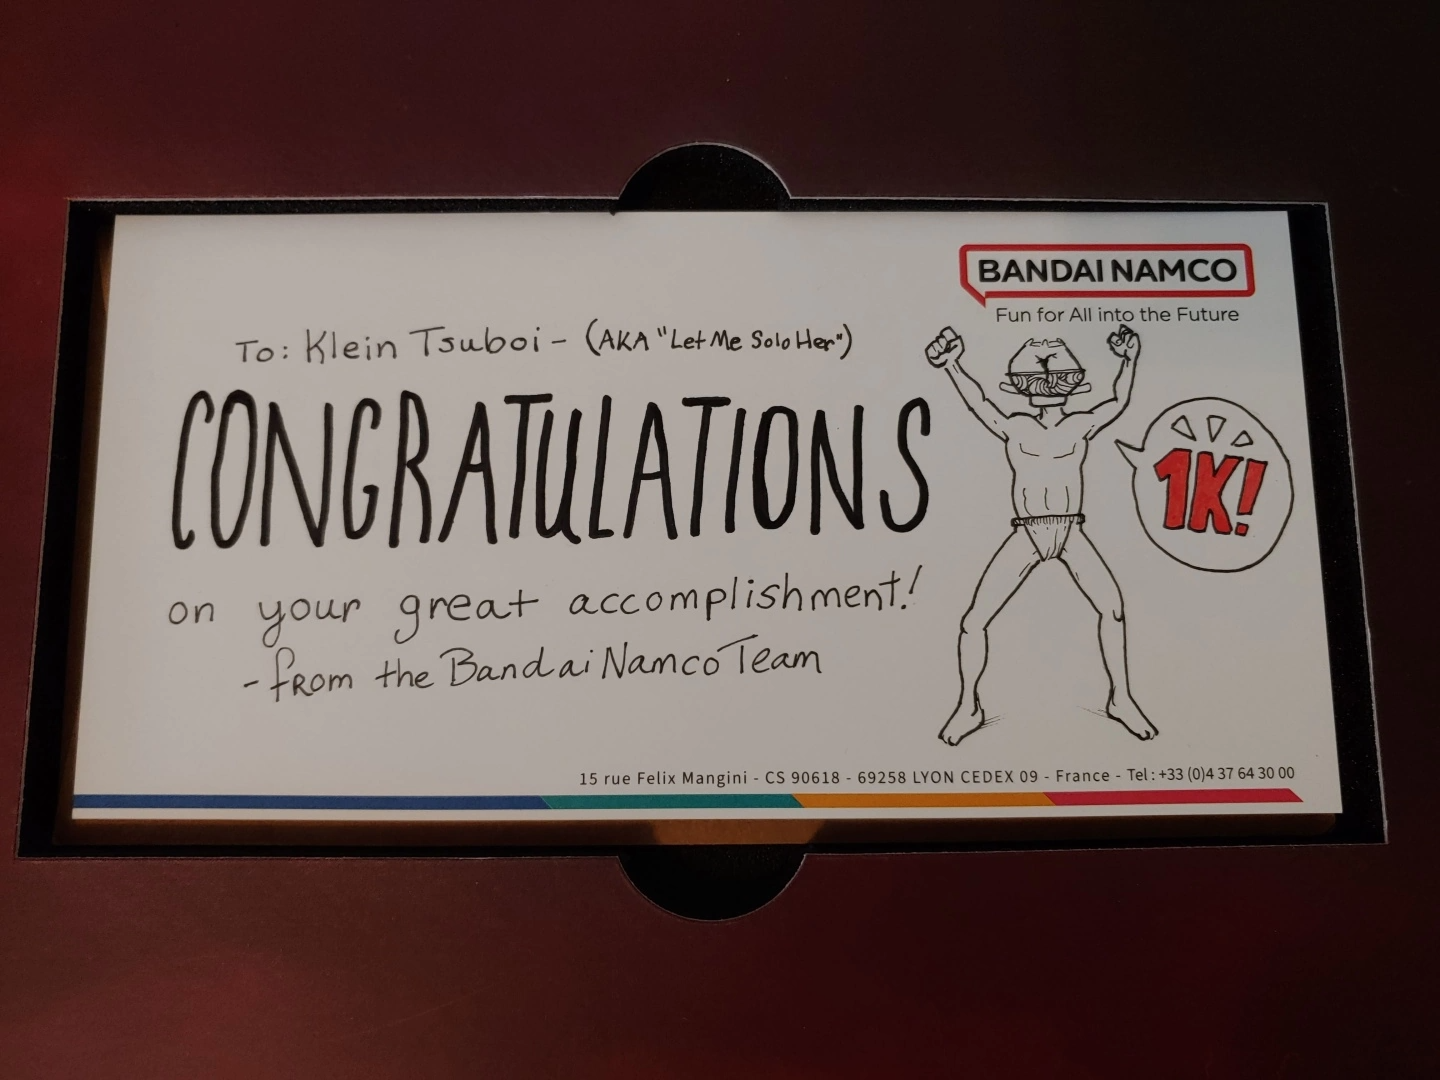 BANDAI NAMCO
Fun for All into the Future
To: Klein Tsuboi - (AKA "Let Me Solo Her")
CONGRATULATIONS
on your great accomplishment!
- from the Bandai Namco Team
1K!
15 rue Felix Mangini - CS 90618 - 69258 LYON CEDEX 09 - France - Tel : +33 (0)4 37 64 30 00